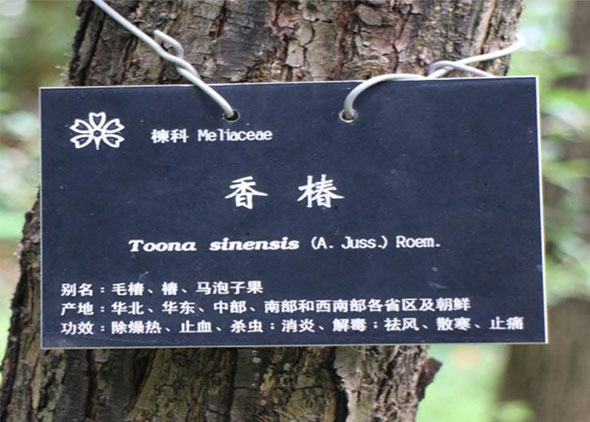 楝科 Meliaceae
香 椿
Toona sinensis (A. Juss.) Roem.
别名：毛椿、椿、马泡子果
产地：华北、华东、中部、南部和西南部各省区及朝鲜
功效：除燥热、止血、杀虫；消炎、解毒；祛风、散寒、止痛